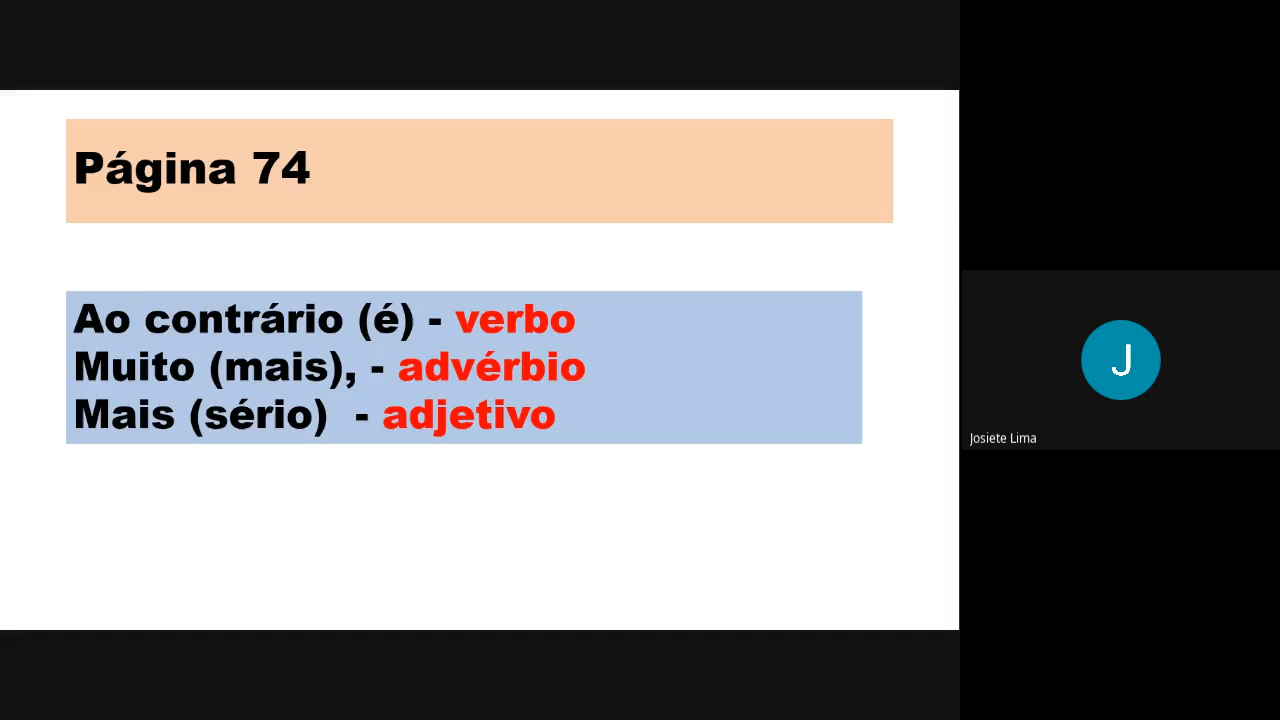 Página 74
Ao contrário (é) - verbo
Muito (mais), - advérbio
Mais (sério)  - adjetivo
J
Josiete Lima